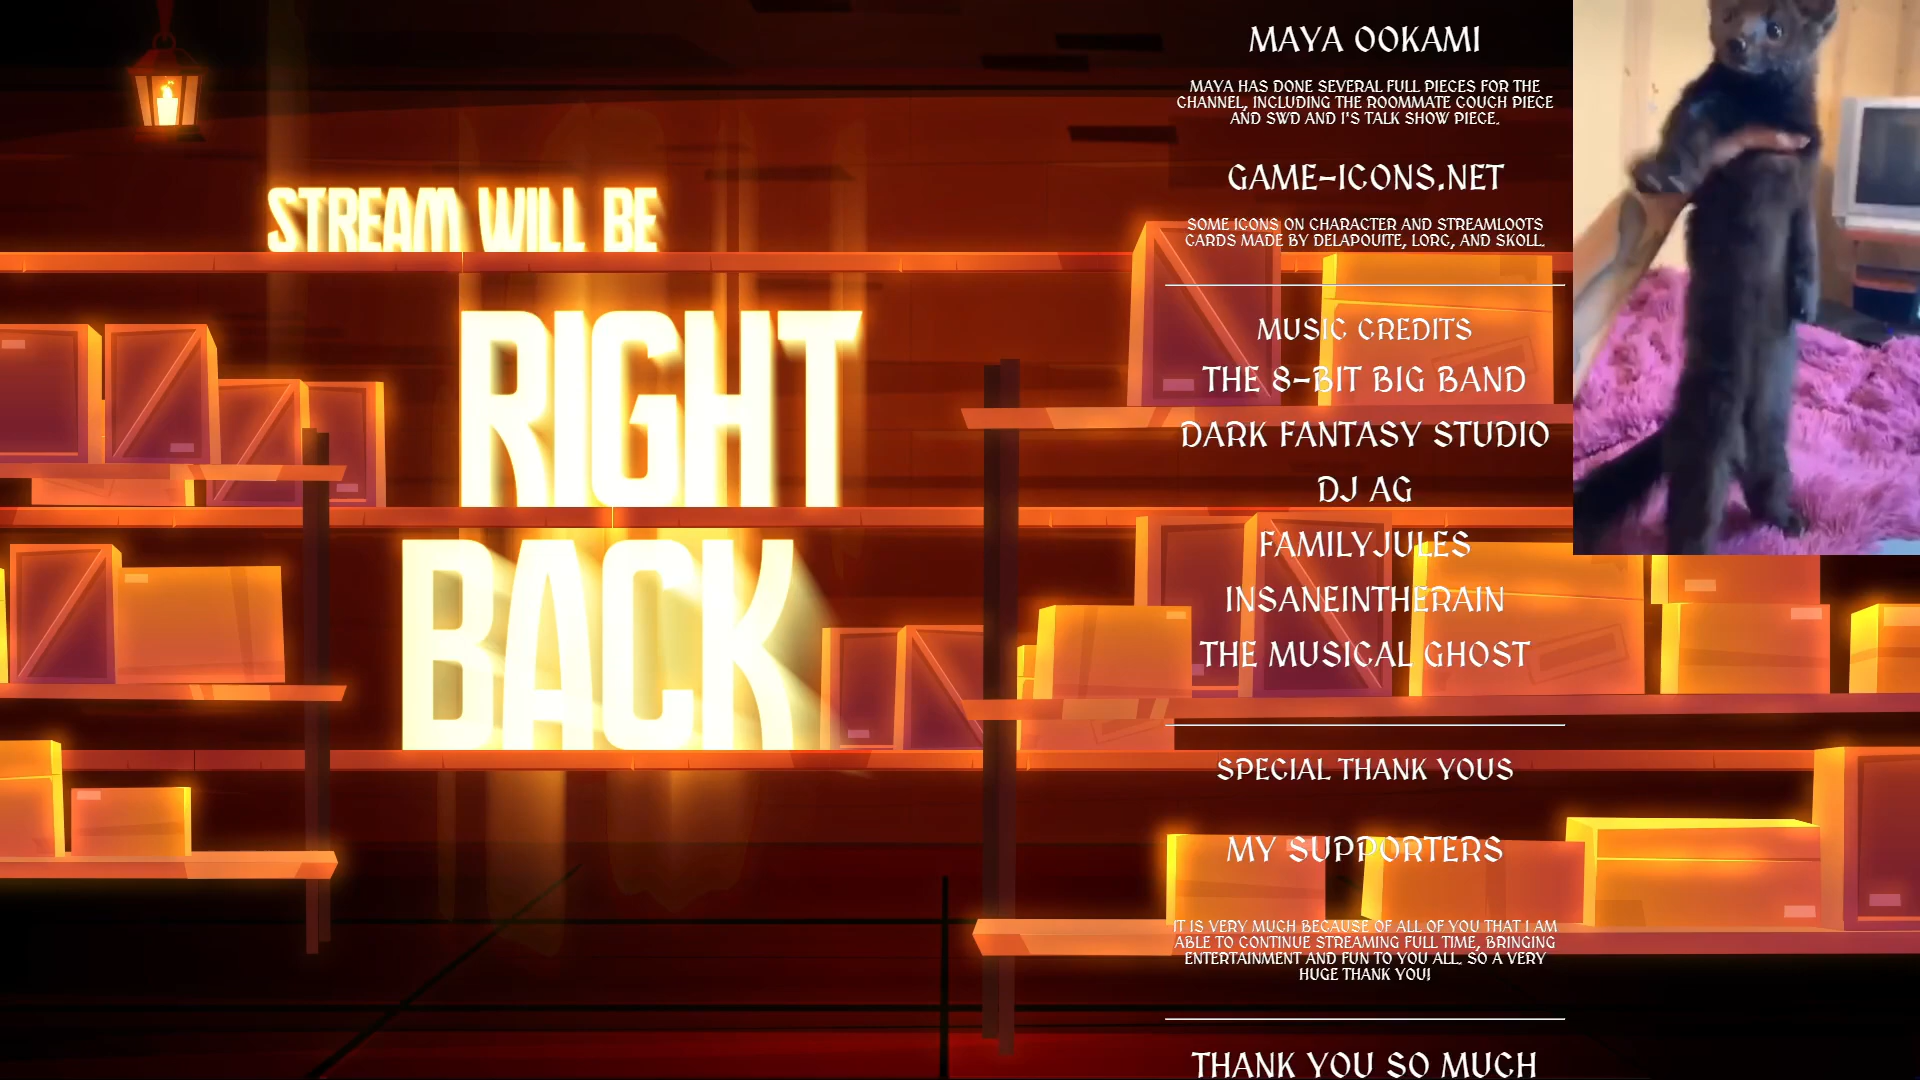 STREAM WILL BE
RIGHT
BACK
MAYA OOKAMI
MAYA HAS DONE SEVERAL FULL PIECES FOR THE
CHANNEL, INCLUDING THE ROOMMATE COUCH PIECE
AND SWD AND I'S TALK SHOW PIECE.
GAME-ICONS.NET
SOME ICONS ON CHARACTER AND STREAMLOOTS
CARDS MADE BY DELAPOUITE, LORC, AND SKOLL.
MUSIC CREDITS
THE 8-BIT BIG BAND
DARK FANTASY STUDIO
DJ AG
FAMILYJULES
INSANEINTHERAIN
THE MUSICAL GHOST
SPECIAL THANK YOUS
MY SUPPORTERS
IT IS VERY MUCH BECAUSE OF ALL OF YOU THAT I AM
ABLE TO CONTINUE STREAMING FULL TIME, BRINGING
ENTERTAINMENT AND FUN TO YOU ALL. SO A VERY
HUGE THANK YOU!
THANK YOU SO MUCH